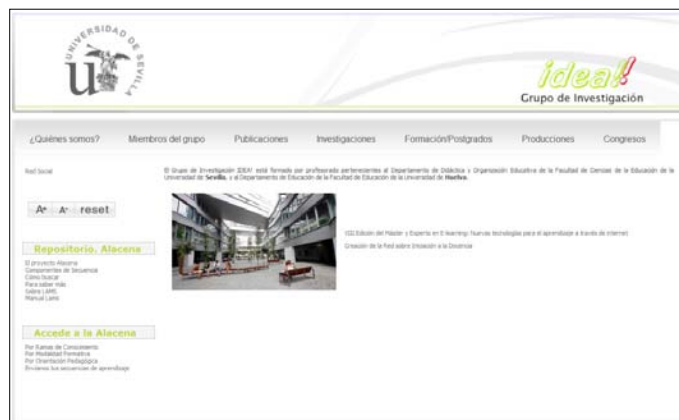 UNIVERSIDAD DE SEVILLA
idea!!
Grupo de Investigación
¿Quiénes somos? Miembros del grupo Publicaciones Investigaciones Formación/Postgrados Producciones Congresos
Red Social
El Grupo de Investigación IDEA! está formado por profesorado pertenecientes al Departamento de Didáctica y Organización Educativa de la Facultad de Ciencias de la Educación de la
Universidad de Sevilla, y al Departamento de Educación de la Facultad de Educación de la Universidad de Huelva.
A+ A- reset
VIII Edición del Máster y Experto en E-learning: Nuevas tecnologías para el aprendizaje a través de internet
Creación de la Red sobre Iniciación a la Docencia
Repositorio. Alacena
El proyecto Alacena
Componentes de Secuencia
Cómo buscar
Para saber más
Sobre LAMS
Manual Lams
Accede a la Alacena
Por Ramas de Conocimiento
Por Modalidad Formativa
Por Orientación Pedagógica
Envíanos tus secuencias de aprendizaje